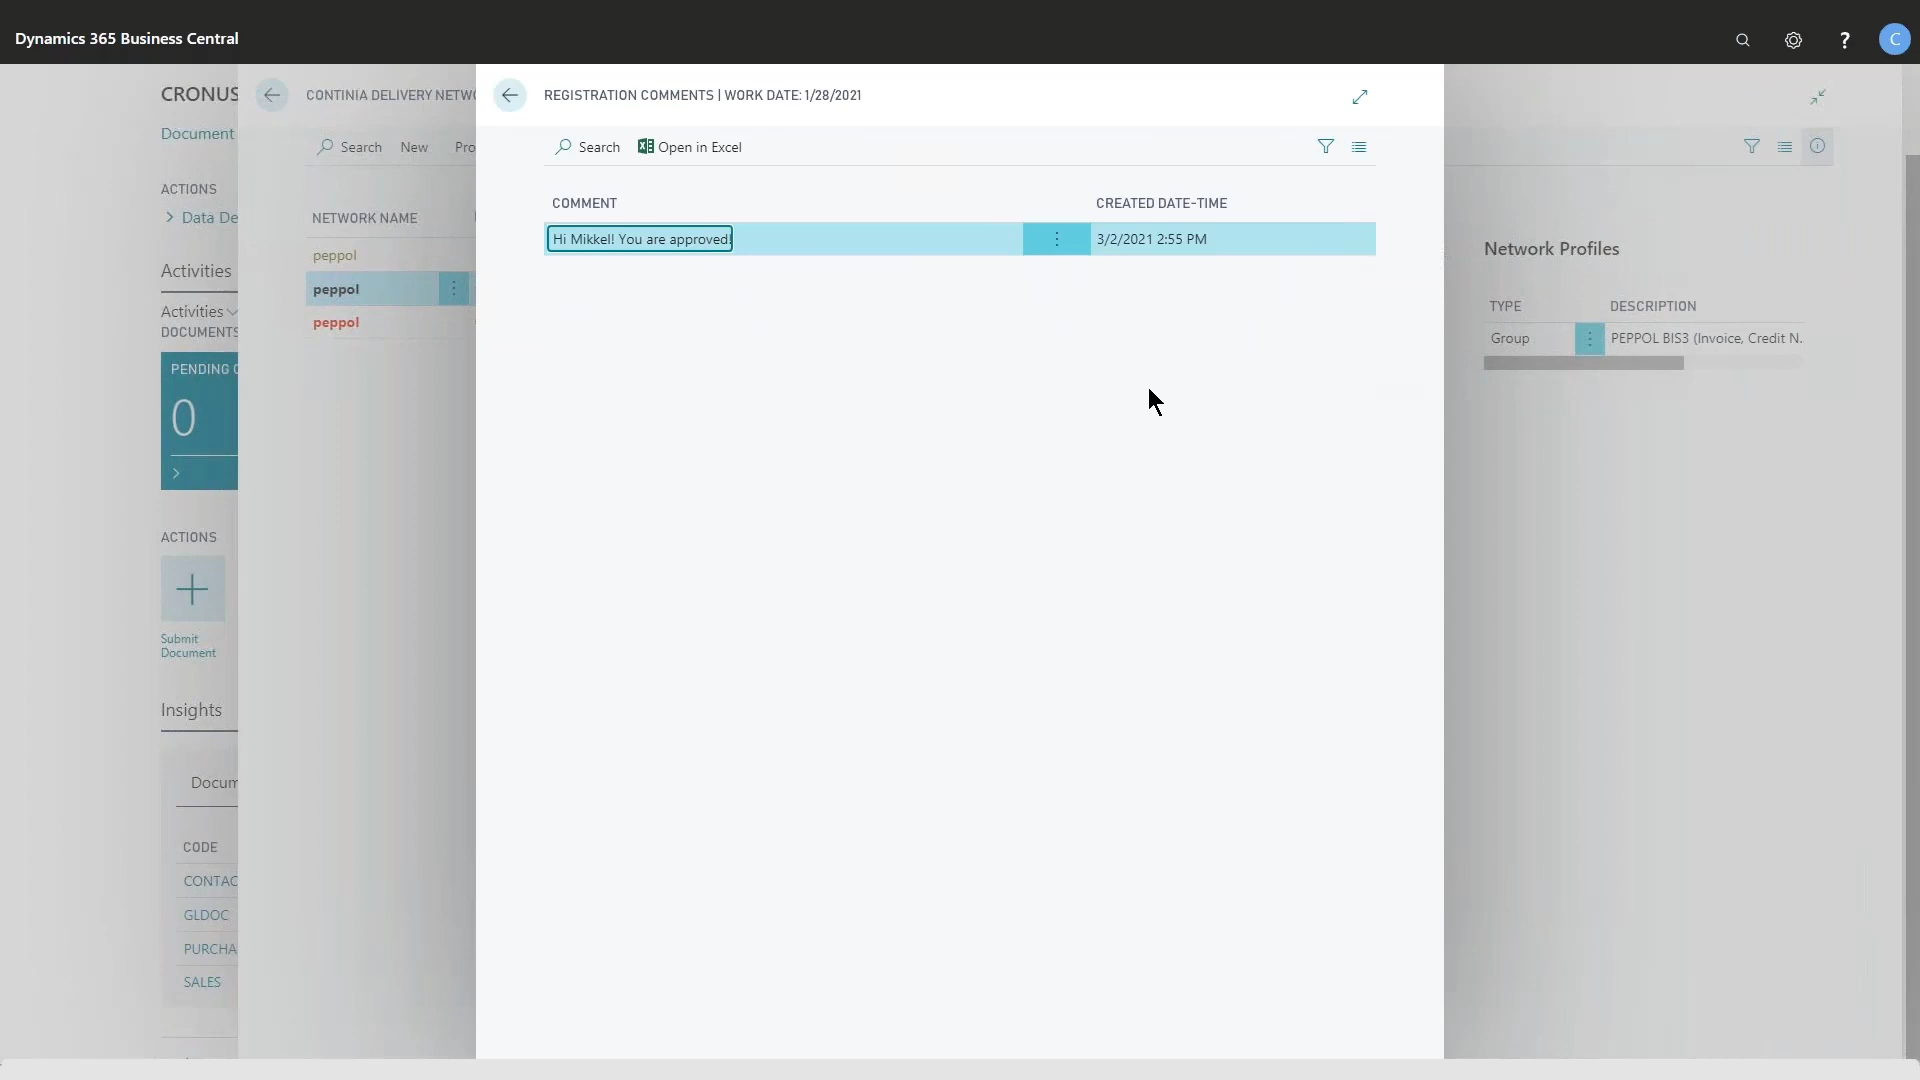 Dynamics 365 Business Central
?
C
CRONUS
Document
ACTIONS
Data De
Activities
Activities
DOCUMENTS
PENDING
0
ACTIONS
Submit
Document
Insights
Docum
CODE
CONTAC
GLDOC
PURCHA
SALES
CONTINIA DELIVERY NETWO
Search New Pro
NETWORK NAME
peppol
peppol
peppol
REGISTRATION COMMENTS | WORK DATE: 1/28/2021
Search Open in Excel
COMMENT CREATED DATE-TIME
Hi Mikkel! You are approved! 3/2/2021 2:55 PM
Network Profiles
TYPE DESCRIPTION
Group PEPPOL BIS3 (Invoice, Credit N.